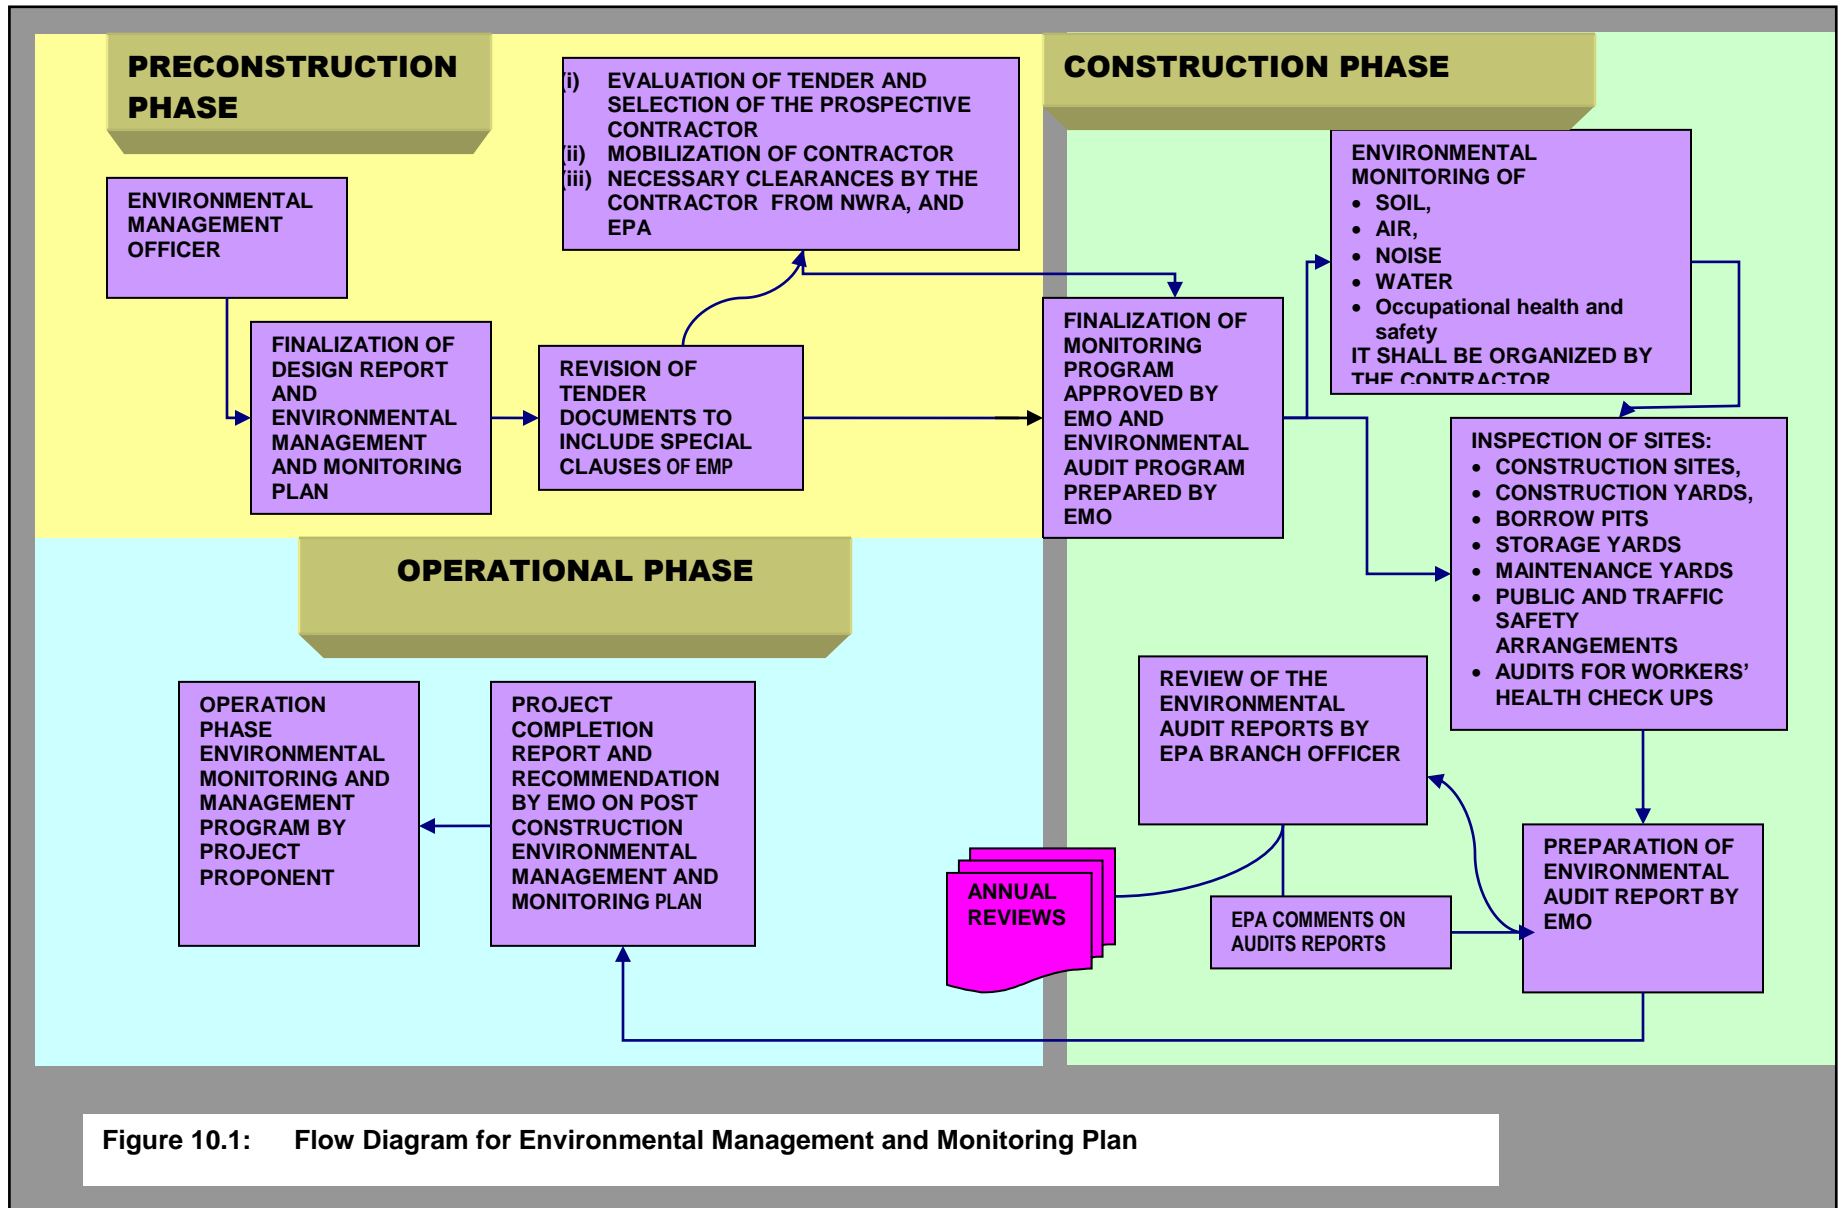 PRECONSTRUCTION
PHASE
ENVIRONMENTAL
MANAGEMENT
OFFICER
FINALIZATION OF
DESIGN REPORT
AND
ENVIRONMENTAL
MANAGEMENT
AND MONITORING
PLAN
REVISION OF
TENDER
DOCUMENTS TO
INCLUDE SPECIAL
CLAUSES OF EMP
(i) EVALUATION OF TENDER AND
SELECTION OF THE PROSPECTIVE
CONTRACTOR
(ii) MOBILIZATION OF CONTRACTOR
(iii) NECESSARY CLEARANCES BY THE
CONTRACTOR FROM NWRA, AND
EPA
CONSTRUCTION PHASE
FINALIZATION OF
MONITORING
PROGRAM
APPROVED BY
EMO AND
ENVIRONMENTAL
AUDIT PROGRAM
PREPARED BY
EMO
ENVIRONMENTAL
MONITORING OF
• SOIL,
• AIR,
• NOISE
• WATER
• Occupational health and
safety
IT SHALL BE ORGANIZED BY
THE CONTRACTOR
INSPECTION OF SITES:
• CONSTRUCTION SITES,
• CONSTRUCTION YARDS,
• BORROW PITS
• STORAGE YARDS
• MAINTENANCE YARDS
• PUBLIC AND TRAFFIC
SAFETY
ARRANGEMENTS
• AUDITS FOR WORKERS’
HEALTH CHECK UPS
REVIEW OF THE
ENVIRONMENTAL
AUDIT REPORTS BY
EPA BRANCH OFFICER
PREPARATION OF
ENVIRONMENTAL
AUDIT REPORT BY
EMO
EPA COMMENTS ON
AUDITS REPORTS
ANNUAL
REVIEWS
OPERATIONAL PHASE
PROJECT
COMPLETION
REPORT AND
RECOMMENDATION
BY EMO ON POST
CONSTRUCTION
ENVIRONMENTAL
MANAGEMENT AND
MONITORING PLAN
OPERATION
PHASE
ENVIRONMENTAL
MONITORING AND
MANAGEMENT
PROGRAM BY
PROJECT
PROPONENT
Figure 10.1: Flow Diagram for Environmental Management and Monitoring Plan